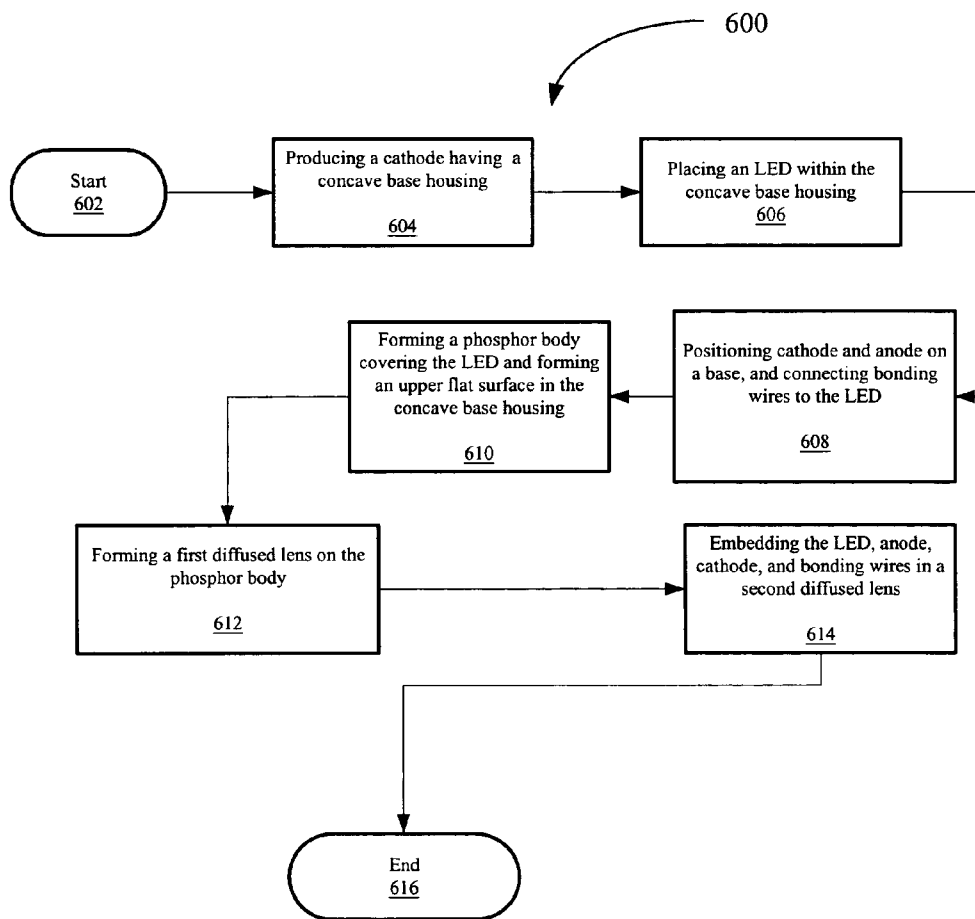 600
Start
602
Producing a cathode having a
concave base housing
604
Placing an LED within the
concave base housing
606
Positioning cathode and anode on
a base, and connecting bonding
wires to the LED
608
Forming a phosphor body
covering the LED and forming
an upper flat surface in the
concave base housing
610
Forming a first diffused lens on the
phosphor body
612
Embedding the LED, anode,
cathode, and bonding wires in a
second diffused lens
614
End
616